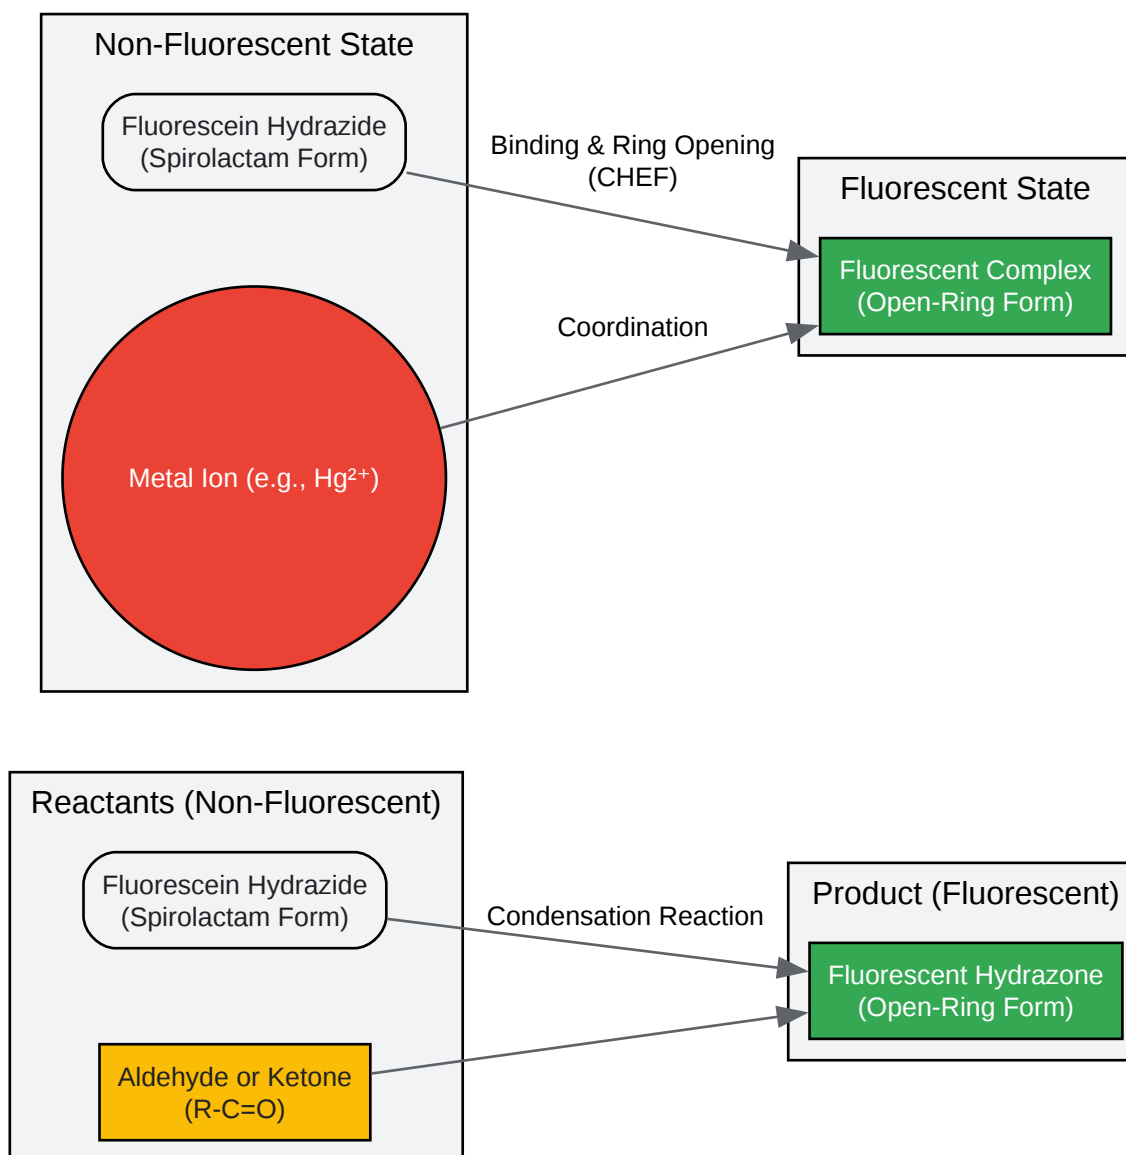 Non-Fluorescent State
Fluorescein Hydrazide
(Spirolactam Form)
Binding & Ring Opening
(CHEF)
Fluorescent State
Fluorescent Complex
(Open-Ring Form)
Coordination
Metal Ion (e.g., Hg²⁺)
Reactants (Non-Fluorescent)
Fluorescein Hydrazide
(Spirolactam Form)
Condensation Reaction
Product (Fluorescent)
Fluorescent Hydrazone
(Open-Ring Form)
Aldehyde or Ketone
(R-C=O)